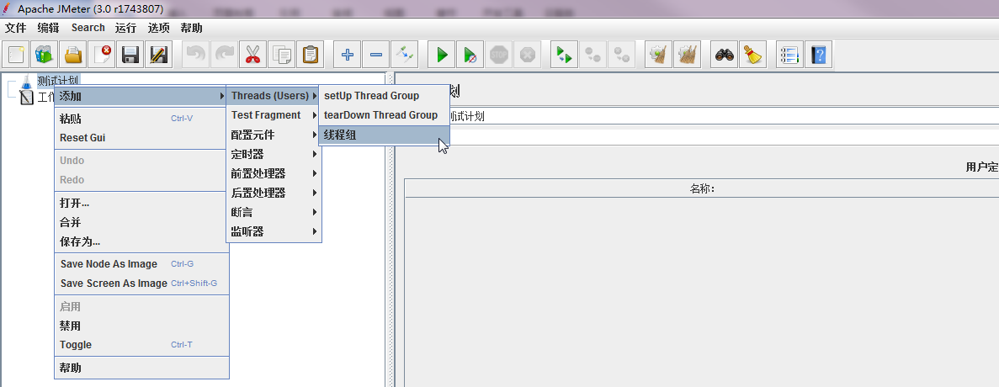 Apache JMeter (3.0 r1743807)
文件 编辑 Search 运行 选项 帮助
测试计划
工作
添加
粘贴 Ctrl-V
Reset Gui
Undo
Redo
打开...
合并
保存为...
Save Node As Image Ctrl-G
Save Screen As Image Ctrl+Shift-G
启用
禁用
Toggle Ctrl-T
帮助
Threads (Users)
Test Fragment
配置元件
定时器
前置处理器
后置处理器
断言
监听器
setUp Thread Group
tearDown Thread Group
线程组
划
测试计划
用户定
名称：